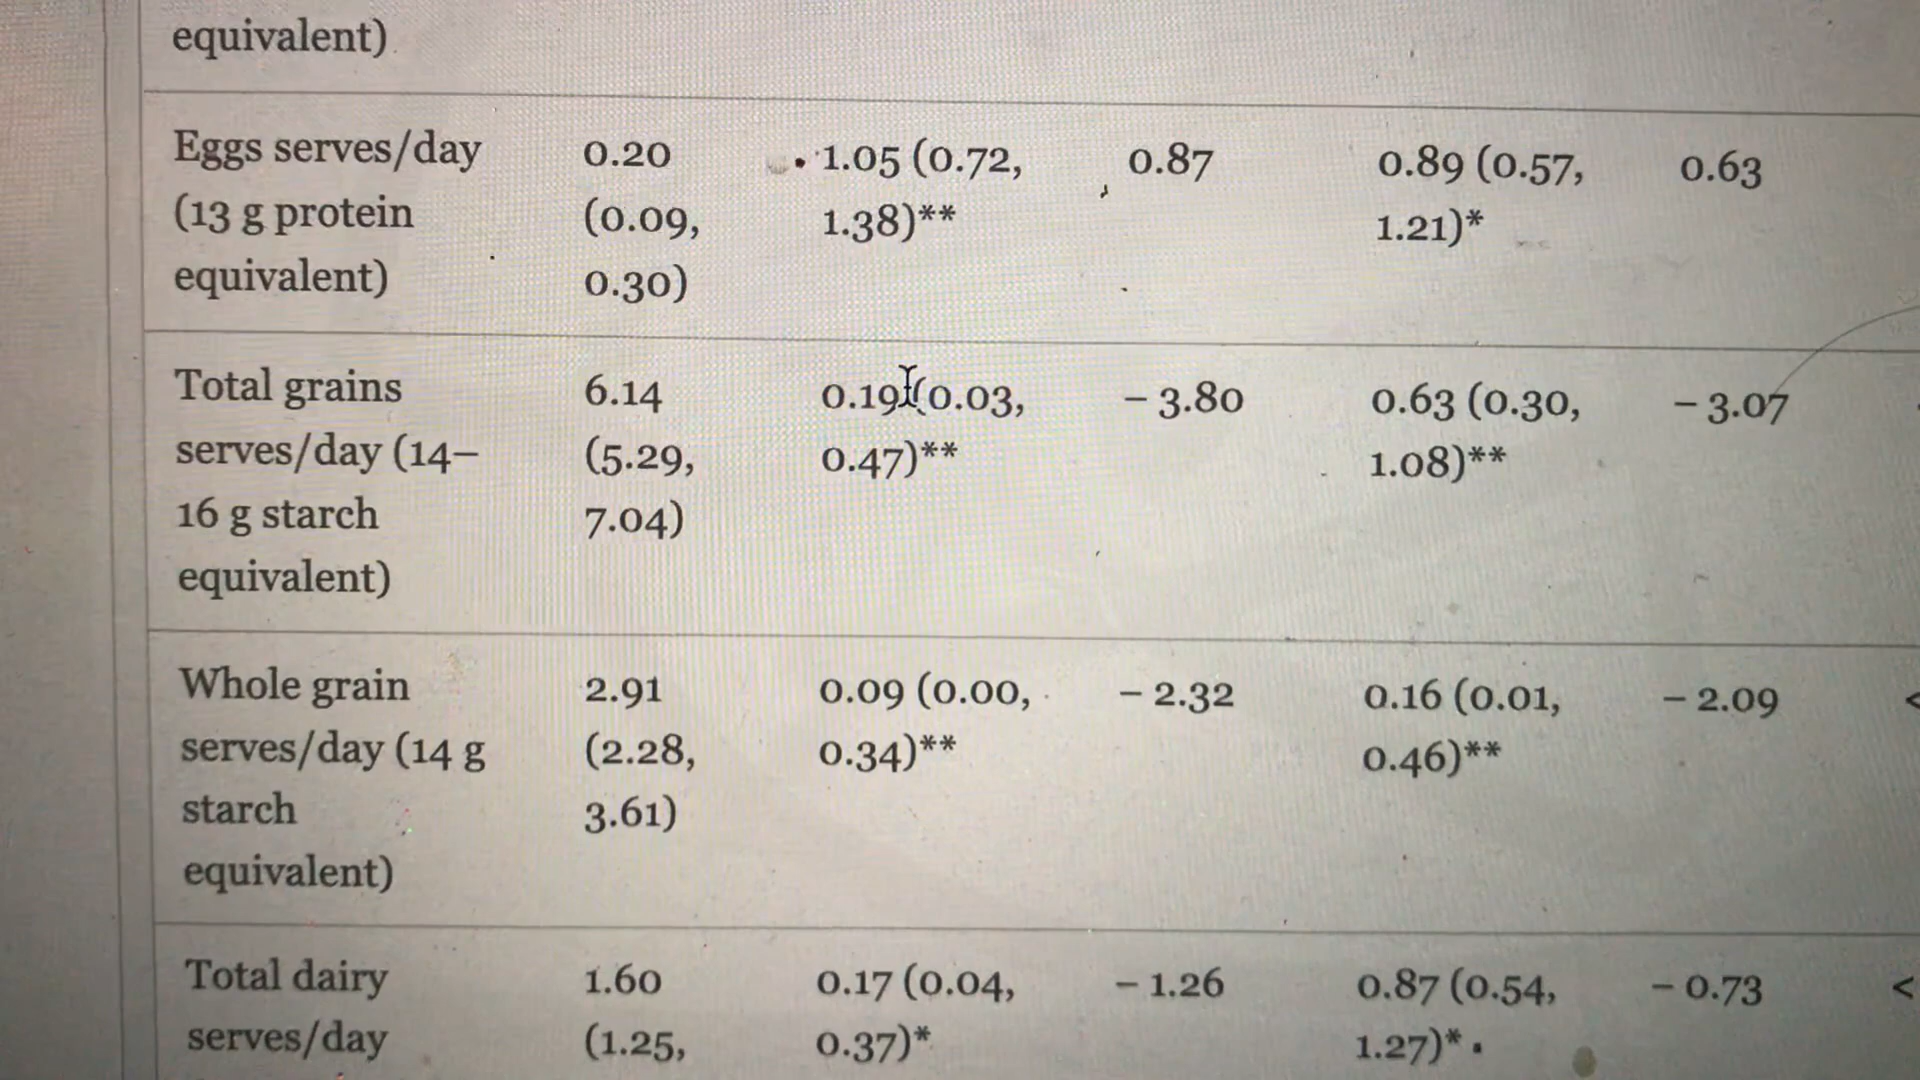 equivalent)
Eggs serves/day 0.20 1.05 (0.72, 0.87 0.89 (0.57, 0.63
(13 g protein (0.09, 1.38)** 1.21)*
equivalent) 0.30)
Total grains 6.14 0.19 (0.03, – 3.80 0.63 (0.30, – 3.07
serves/day (14– (5.29, 0.47)** 1.08)**
16 g starch 7.04)
equivalent)
Whole grain 2.91 0.09 (0.00, – 2.32 0.16 (0.01, – 2.09 <
serves/day (14 g (2.28, 0.34)** 0.46)**
starch 3.61)
equivalent)
Total dairy 1.60 0.17 (0.04, – 1.26 0.87 (0.54, – 0.73 <
serves/day (1.25, 0.37)* 1.27)*